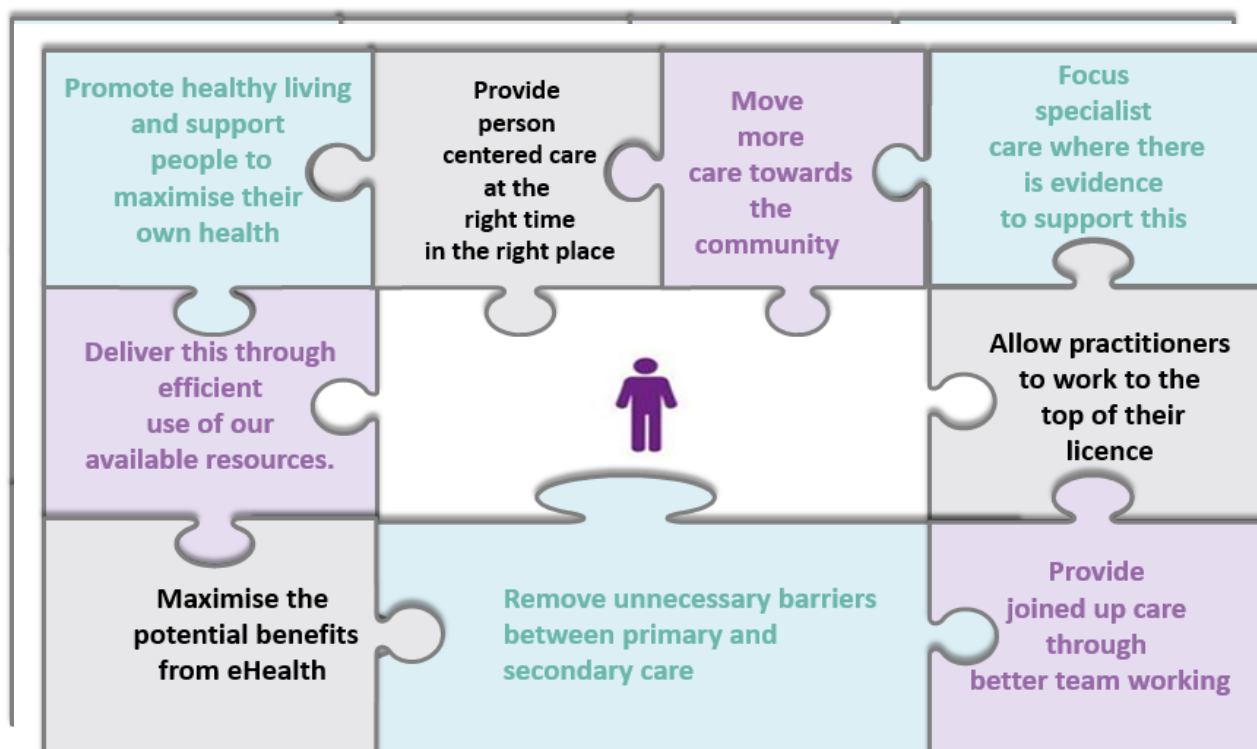 Promote healthy living
and support
people to
maximise their
own health
Provide
person
centered care
at the
right time
in the right place
Move
more
care towards
the
community
Focus
specialist
care where there
is evidence
to support this
Deliver this through
efficient
use of our
available resources.
Allow practitioners
to work to the
top of their
licence
Maximise the
potential benefits
from eHealth
Remove unnecessary barriers
between primary and
secondary care
Provide
joined up care
through
better team working